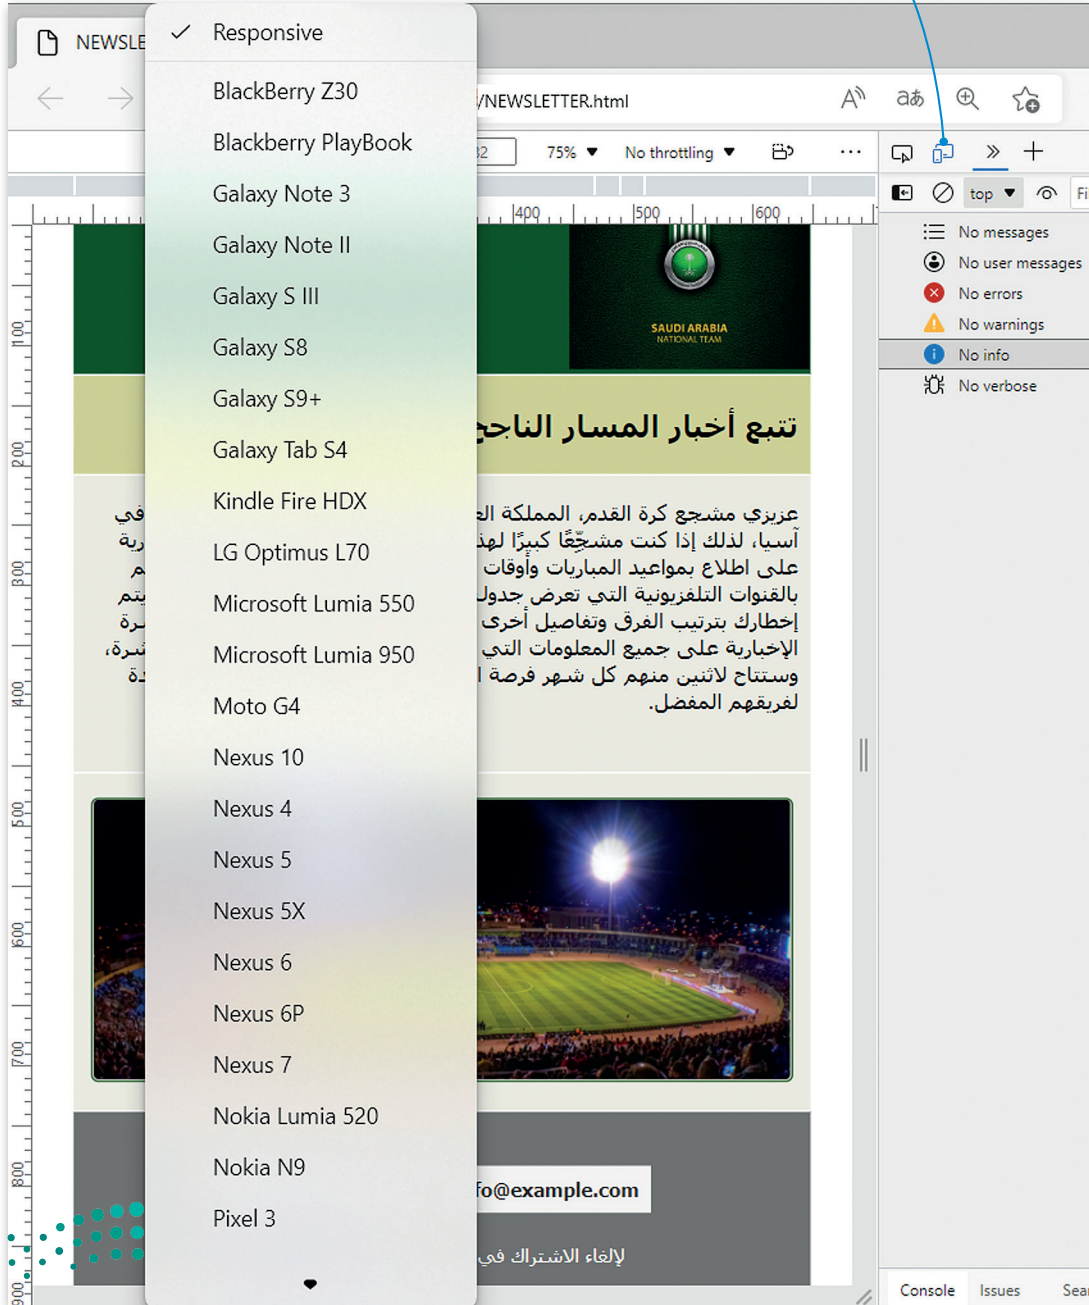 NEWSLE
/NEWSLETTER.html
75%
No throttling
top
400
500
600
100
200
300
400
500
600
700
800
900
Responsive
BlackBerry Z30
Blackberry PlayBook
Galaxy Note 3
Galaxy Note II
Galaxy S III
Galaxy S8
Galaxy S9+
Galaxy Tab S4
Kindle Fire HDX
LG Optimus L70
Microsoft Lumia 550
Microsoft Lumia 950
Moto G4
Nexus 10
Nexus 4
Nexus 5
Nexus 5X
Nexus 6
Nexus 6P
Nexus 7
Nokia Lumia 520
Nokia N9
Pixel 3
SAUDI ARABIA
NATIONAL TEAM
تتبع أخبار المسار الناجح
عزيزي مشجع كرة القدم، المملكة في
آسيا، لذلك إذا كنت مشجّعًا كبيرًا
على اطلاع بمواعيد المباريات وأوقات
بالقنوات التلفزيونية التي تعرض
إخطارك بترتيب الفرق وتفاصيل أخرى
الإخبارية على جميع المعلومات التي
وستتاح لاثنين منهم كل شهر فرصة
لفريقهم المفضل.
fo@example.com
لإلغاء الاشتراك في
No messages
No user messages
No errors
No warnings
No info
No verbose
Console
Issues